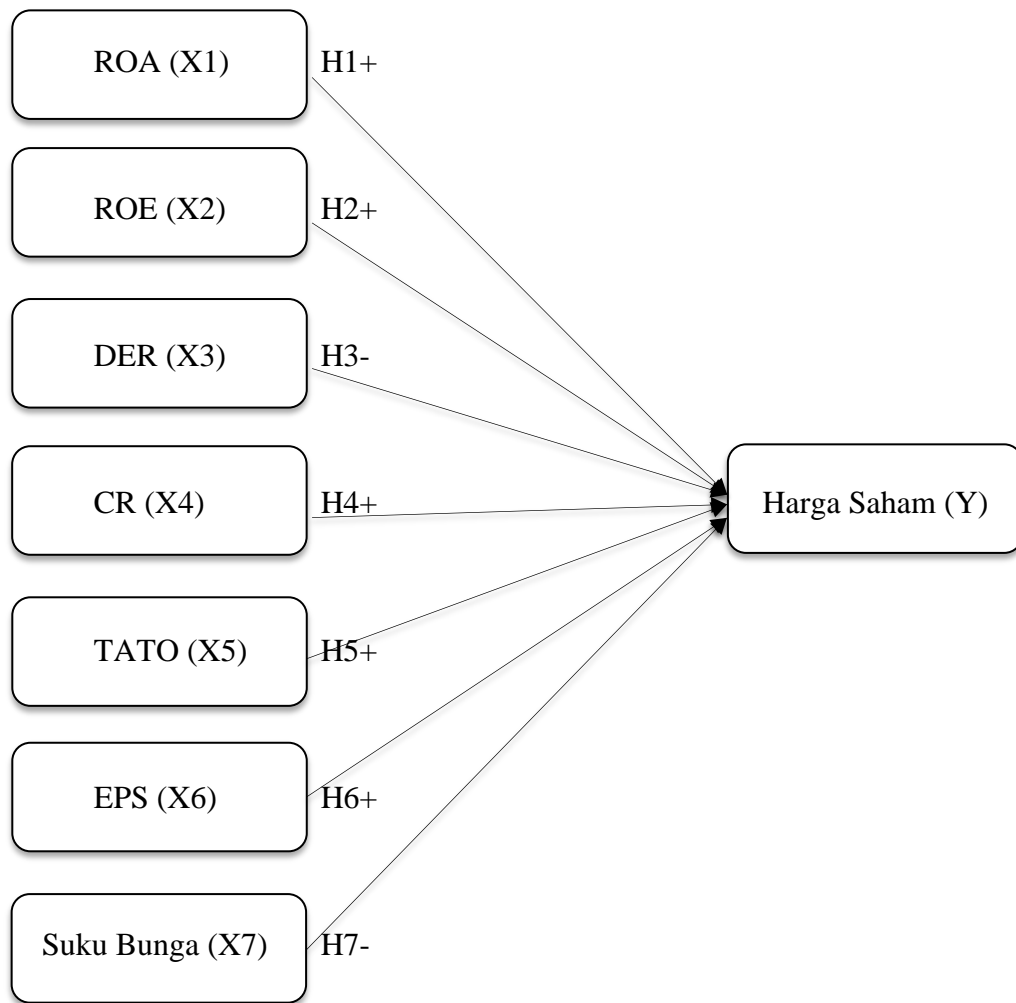 ROA (X1) H1+
ROE (X2) H2+
DER (X3) H3-
CR (X4) H4+
Harga Saham (Y)
TATO (X5) H5+
EPS (X6) H6+
Suku Bunga (X7) H7-